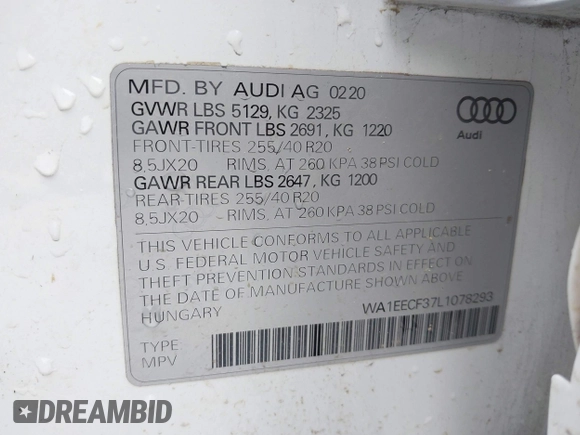 MFD. BY AUDI AG 0220
GVWR LBS 5129, KG 2325
GAWR FRONT LBS 2691, KG 1220
FRONT-TIRES 255/40 R20
8,5JX20 RIMS, AT 260 KPA 38 PSI COLD
GAWR REAR LBS 2647, KG 1200
REAR-TIRES 255/40 R20
8,5JX20 RIMS, AT 260 KPA 38 PSI COLD
Audi
THIS VEHICLE CONFORMS TO ALL APPLICABLE
U S FEDERAL MOTOR VEHICLE SAFETY AND
THEFT PREVENTION STANDARDS IN EFFECT ON
THE DATE OF MANUFACTURE SHOWN ABOVE
HUNGARY
WA1EECF37L1078293
TYPE
MPV
DREAMBID